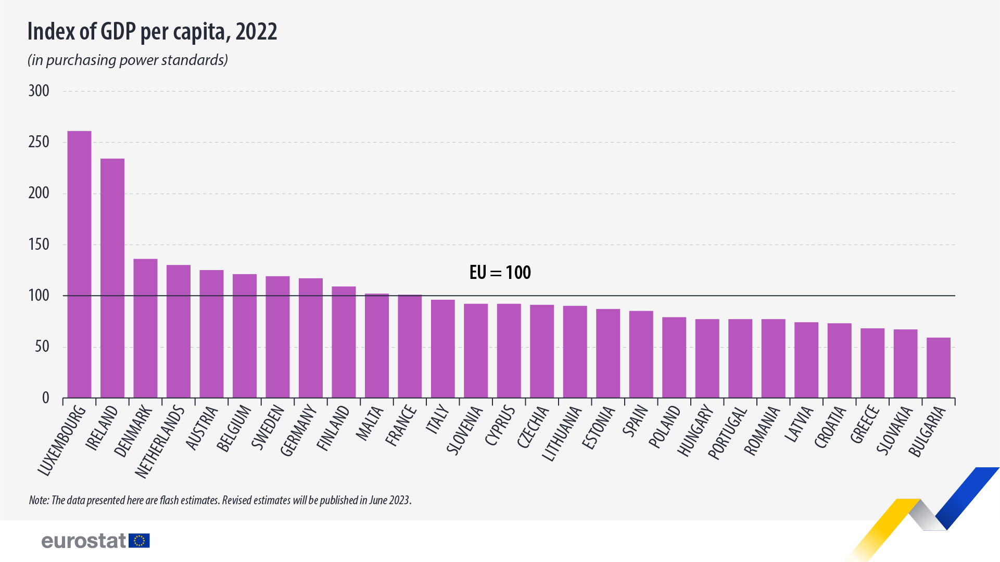 Index of GDP per capita, 2022
(in purchasing power standards)
300
250
200
150
EU = 100
100
50
0
LUXEMBOURG
IRELAND
DENMARK
NETHERLANDS
AUSTRIA
BELGIUM
SWEDEN
GERMANY
FINLAND
MALTA
FRANCE
ITALY
SLOVENIA
CYPRUS
CZECHIA
LITHUANIA
ESTONIA
SPAIN
POLAND
HUNGARY
PORTUGAL
ROMANIA
LATVIA
CROATIA
GREECE
SLOVAKIA
BULGARIA
Note: The data presented here are flash estimates. Revised estimates will be published in June 2023.
eurostat